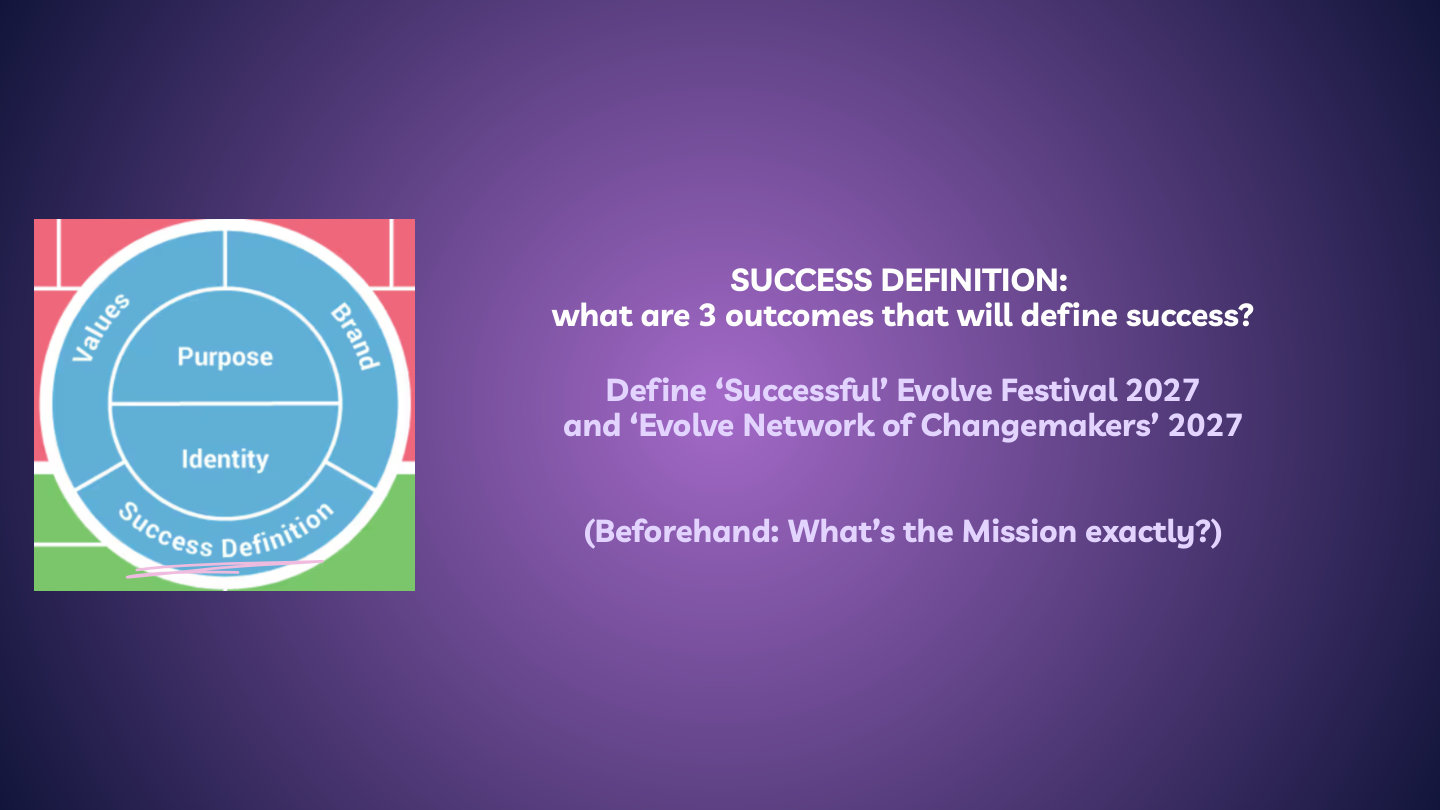 Values
Brand
Purpose
Identity
Success Definition
SUCCESS DEFINITION:
what are 3 outcomes that will define success?
Define ‘Successful’ Evolve Festival 2027
and ‘Evolve Network of Changemakers’ 2027
(Beforehand: What’s the Mission exactly?)